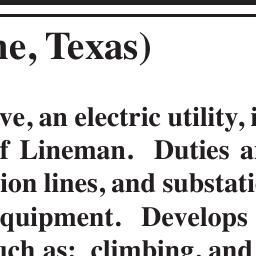 ne, Texas)
ve, an electric utility, i
f Lineman. Duties a
ion lines, and substati
quipment. Develops
uch as: climbing, and